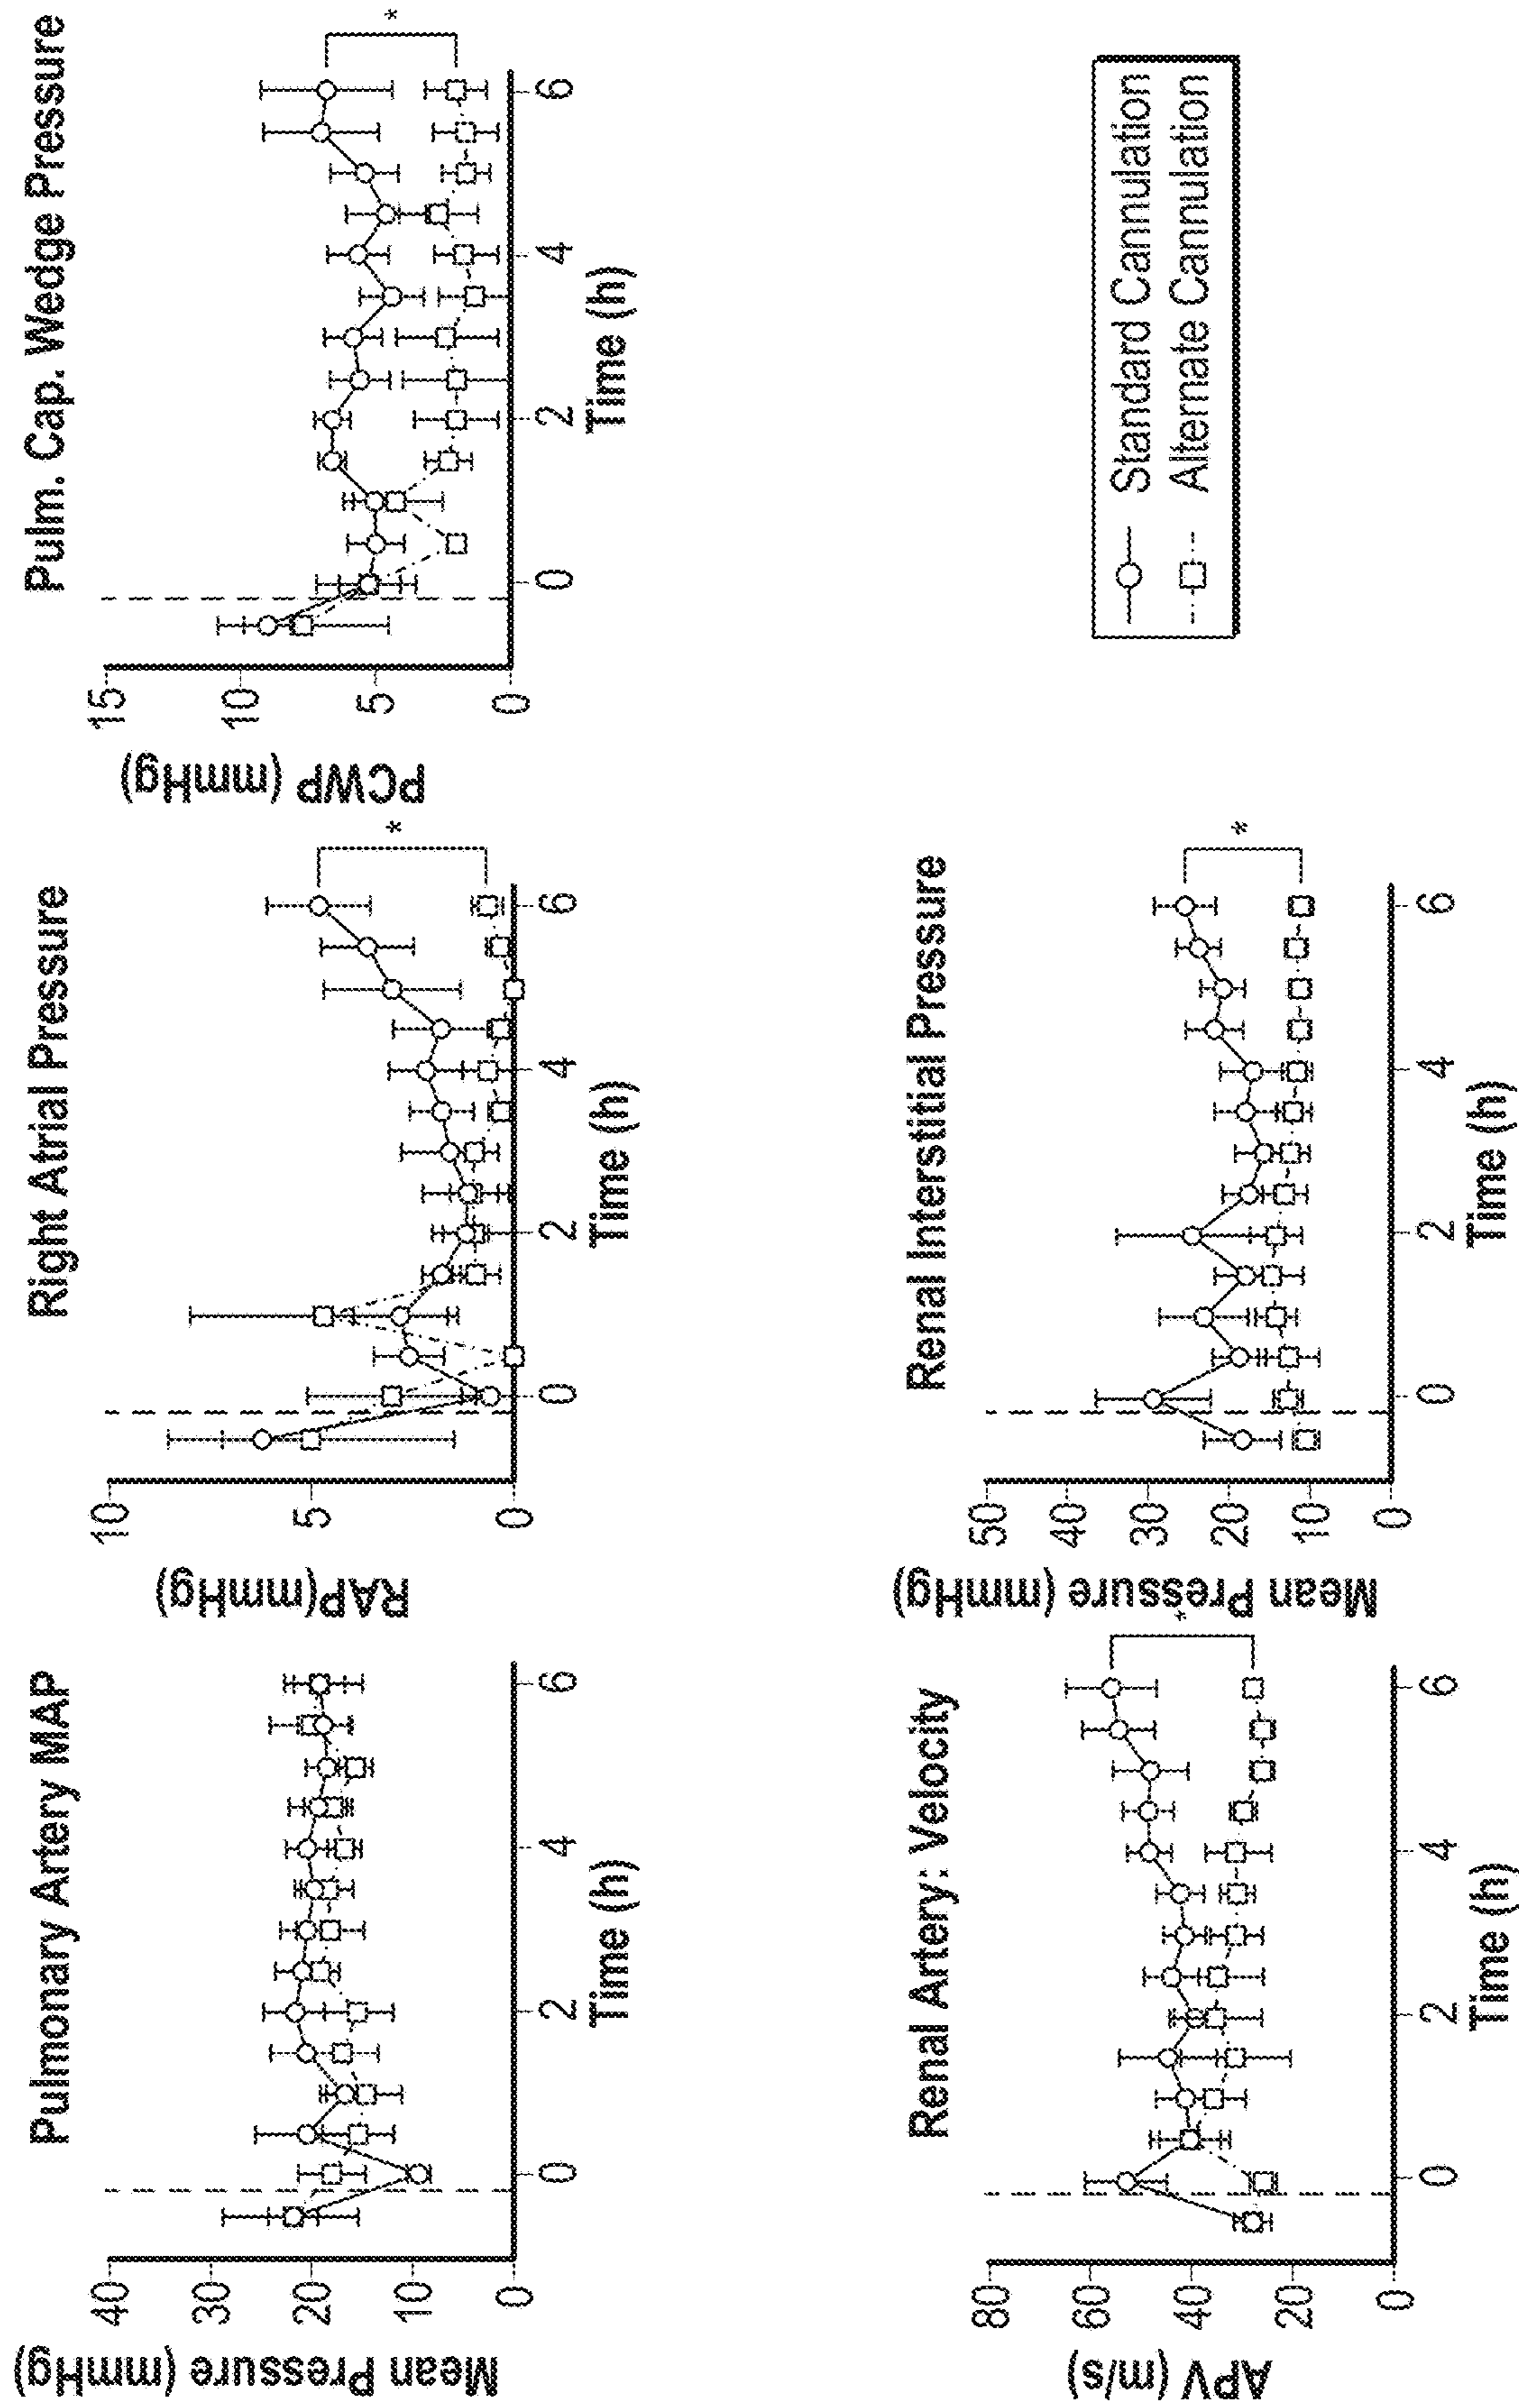 Pulmonary Artery MAP
Mean Pressure (mmHg)
40
30
20
10
0
0 2 4 6
Time (h)
Right Atrial Pressure
RAP(mmHg)
10
5
0
*
0 2 4 6
Time (h)
Pulm. Cap. Wedge Pressure
PCWP (mmHg)
15
10
5
0
*
0 2 4 6
Time (h)
Renal Artery: Velocity
APV (m/s)
80
60
40
20
0
*
0 2 4 6
Time (h)
Renal Interstitial Pressure
Mean Pressure (mmHg)
50
40
30
20
10
0
*
0 2 4 6
Time (h)
Standard Cannulation
Alternate Cannulation